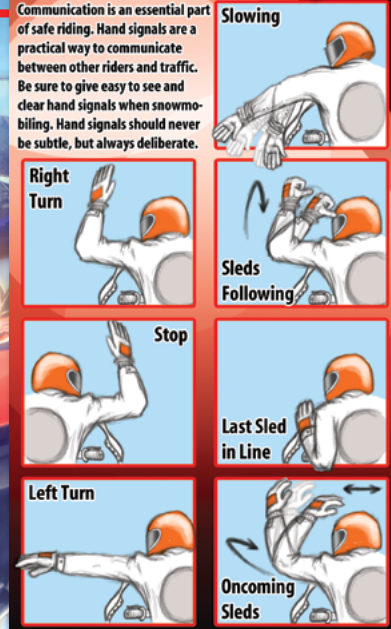 Communication is an essential part
of safe riding. Hand signals are a
practical way to communicate
between other riders and traffic.
Be sure to give easy to see and
clear hand signals when snowmo-
biling. Hand signals should never
be subtle, but always deliberate.
Slowing
Right
Turn
Sleds
Following
Stop
Last Sled
in Line
Left Turn
Oncoming
Sleds